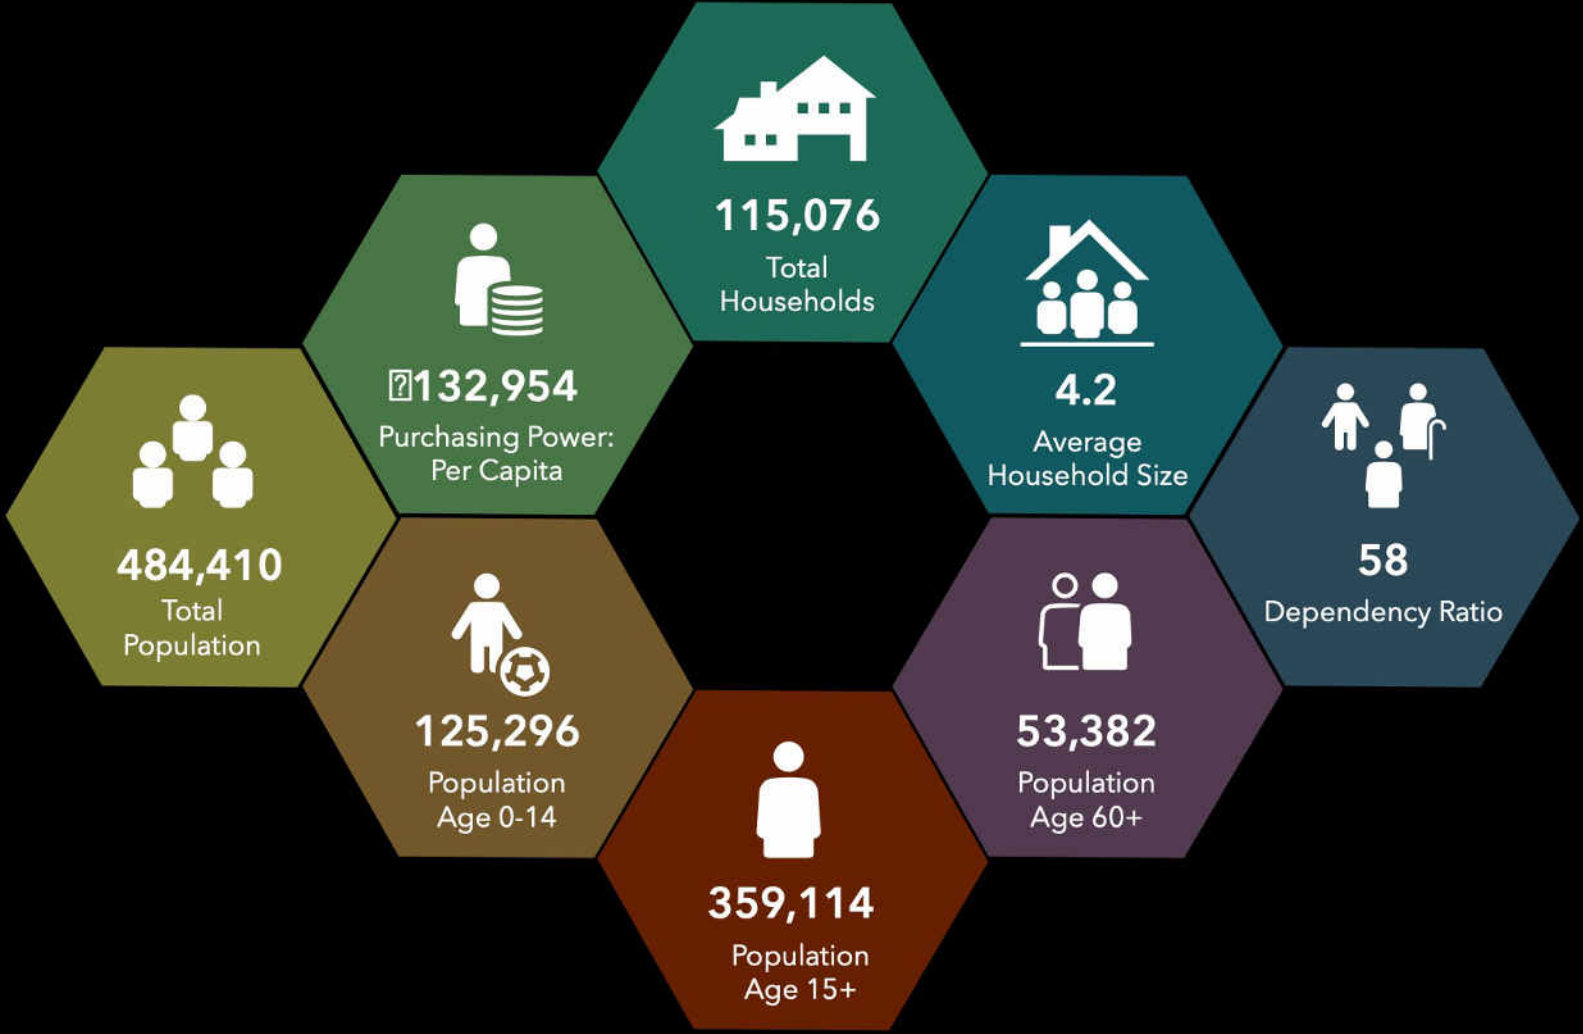 115,076
Total
Households
⍰132,954
Purchasing Power:
Per Capita
4.2
Average
Household Size
484,410
Total
Population
58
Dependency Ratio
125,296
Population
Age 0-14
53,382
Population
Age 60+
359,114
Population
Age 15+